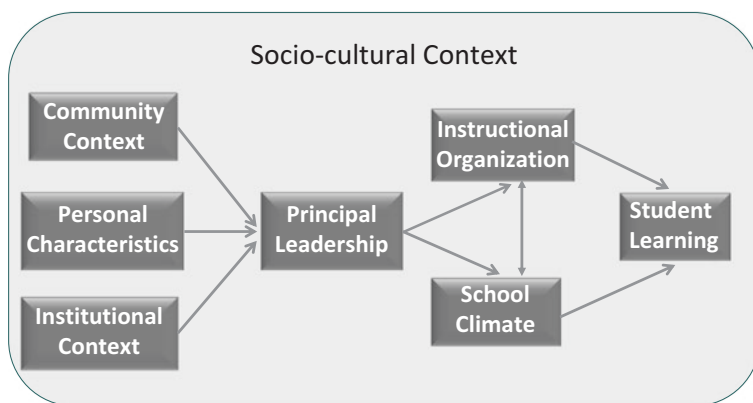 Socio-cultural Context
Community
Context
Personal
Characteristics
Institutional
Context
Principal
Leadership
Instructional
Organization
School
Climate
Student
Learning